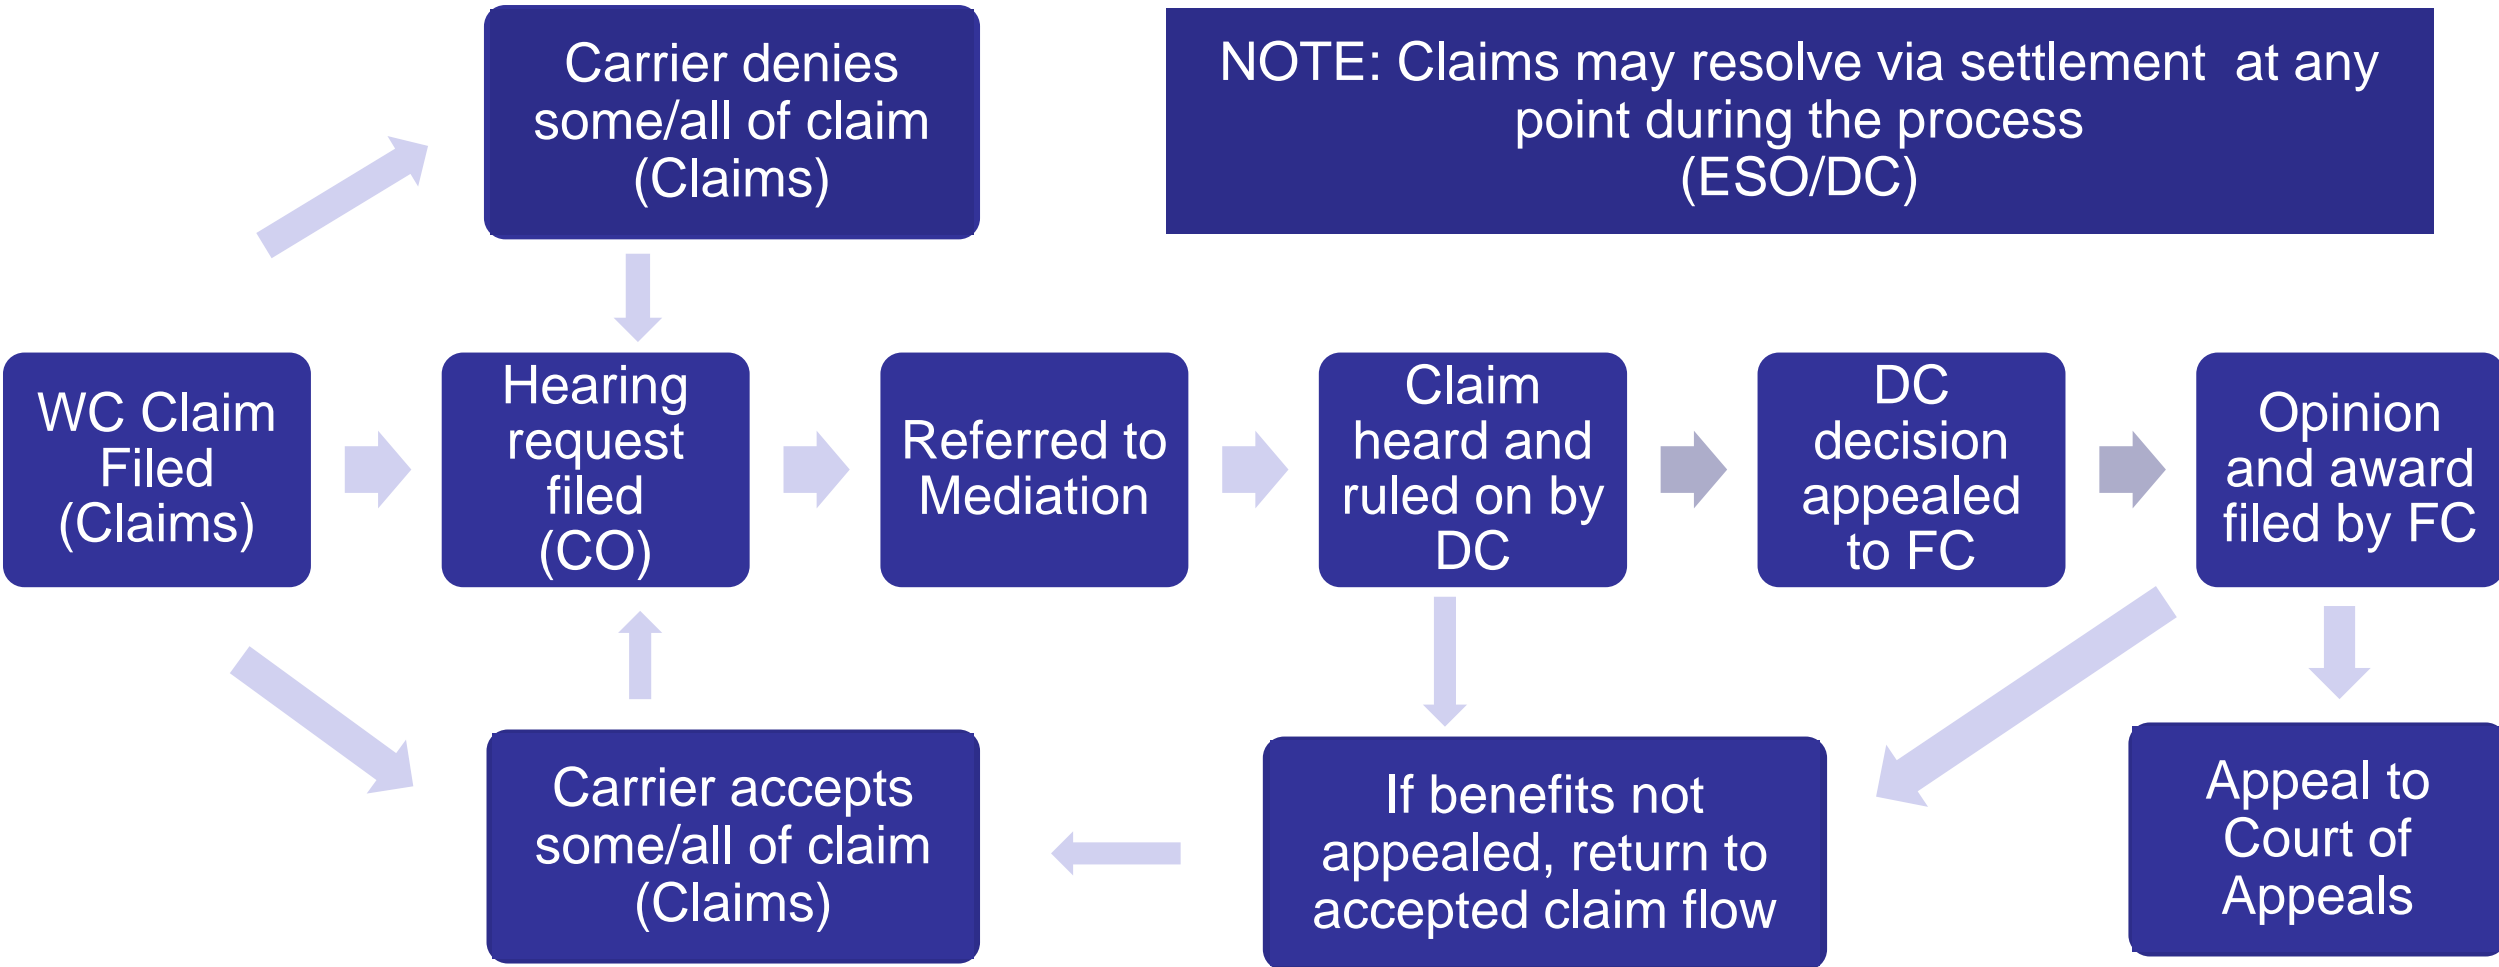 Carrier denies
some/all of claim
(Claims)
NOTE: Claims may resolve via settlement at any
point during the process
(ESO/DC)
WC Claim
Filed
(Claims)
Hearing
request
filed
(CO)
Referred to
Mediation
Claim
heard and
ruled on by
DC
DC
decision
appealed
to FC
Opinion
and award
filed by FC
Carrier accepts
some/all of claim
(Claims)
If benefits not
appealed, return to
accepted claim flow
Appeal to
Court of
Appeals